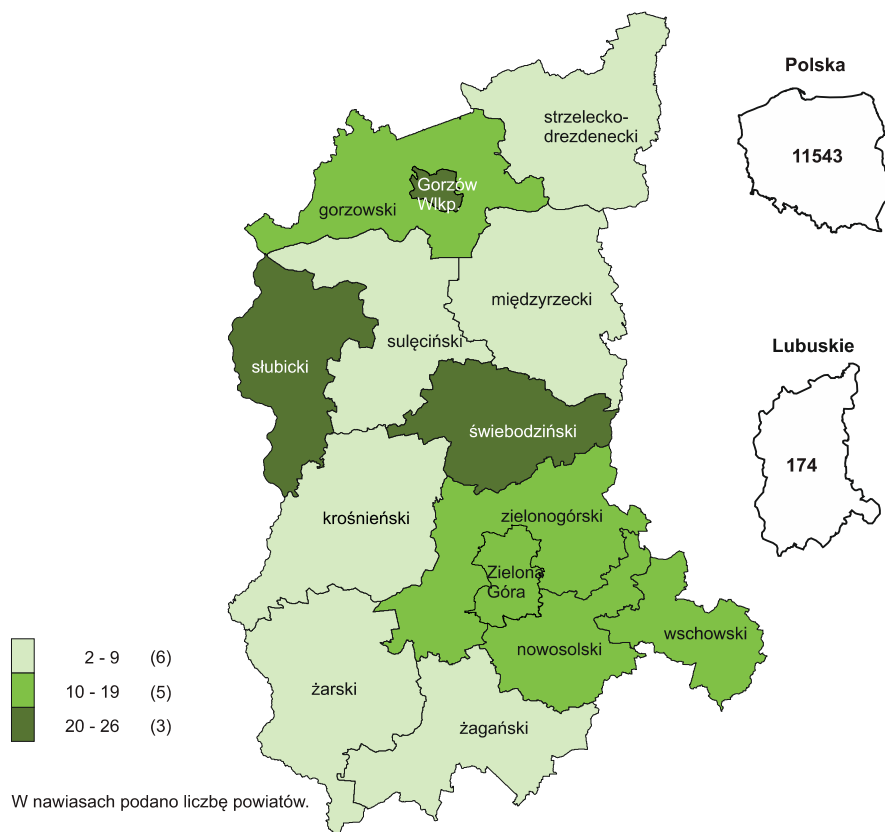 Polska
11543
strzelecko-
drezdenecki
Gorzów
Wlkp.
gorzowski
międzyrzecki
sulęciński
Lubuskie
174
słubicki
świebodziński
krośnieński
zielonogórski
Zielona
Góra
nowosolski
wschowski
żarski
żagański
2 - 9 (6)
10 - 19 (5)
20 - 26 (3)
W nawiasach podano liczbę powiatów.